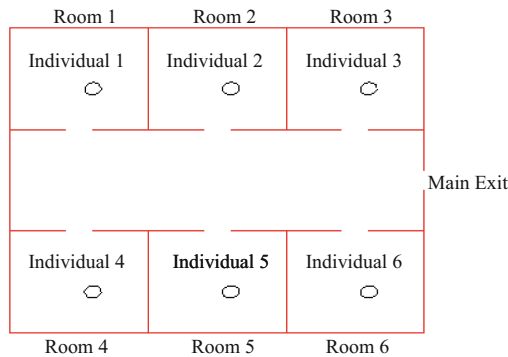 Room 1 Room 2 Room 3
Individual 1 Individual 2 Individual 3
Main Exit
Individual 4 Individual 5 Individual 6
Room 4 Room 5 Room 6